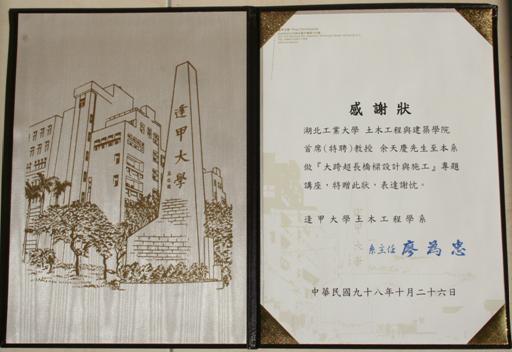 逢甲大學
感謝狀
湖北工業大學 土木工程與建築學院
首席(特聘)教授 余天慶先生至本系
做『大跨超長橋樑設計與施工』專題
講座，特贈此狀，表達謝忱。
逢甲大學土木工程學系
系主任 廖為忠
中華民國九十八年十月二十六日